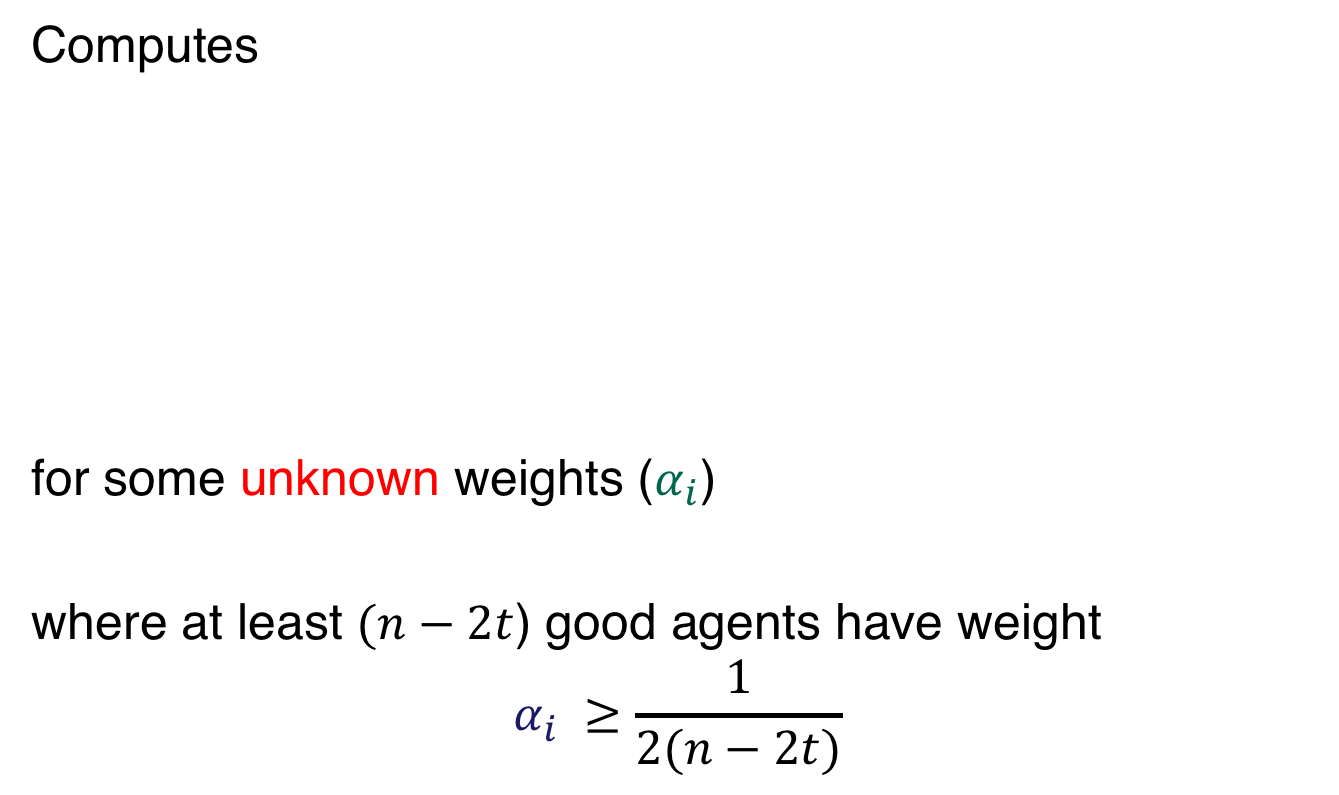 Computes
for some unknown weights (αᵢ)
where at least (n − 2t) good agents have weight
αᵢ ≥ 1 / 2(n − 2t)